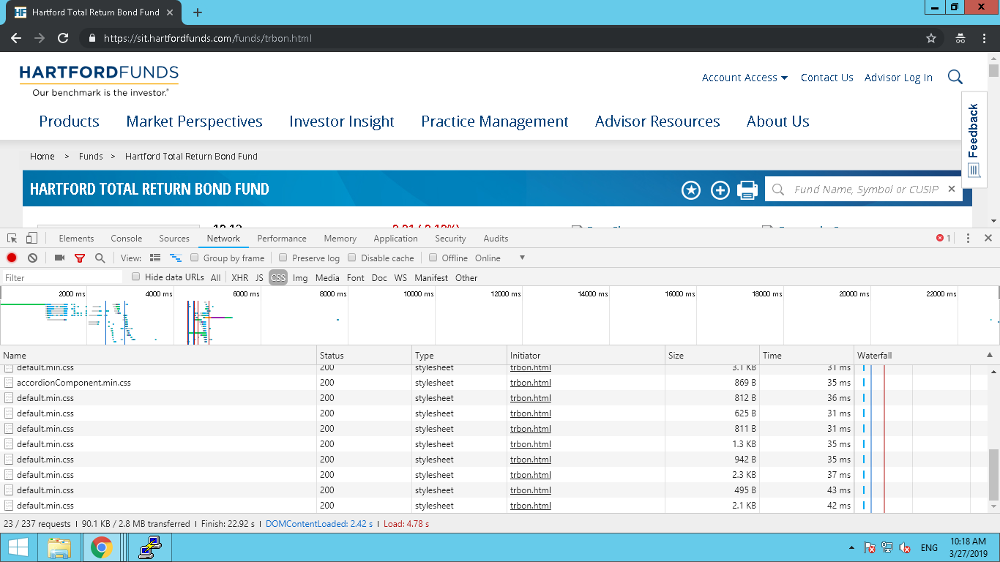 Hartford Total Return Bond Fund
https://sit.hartfordfunds.com/funds/trbon.html
HARTFORDFUNDS
Our benchmark is the investor.®
Account Access Contact Us Advisor Log In
Products Market Perspectives Investor Insight Practice Management Advisor Resources About Us
Feedback
Home > Funds > Hartford Total Return Bond Fund
HARTFORD TOTAL RETURN BOND FUND
Fund Name, Symbol or CUSIP
Elements Console Sources Network Performance Memory Application Security Audits 1
View: Group by frame Preserve log Disable cache Offline Online
Filter Hide data URLs All XHR JS CSS Img Media Font Doc WS Manifest Other
2000 ms 4000 ms 6000 ms 8000 ms 10000 ms 12000 ms 14000 ms 16000 ms 18000 ms 20000 ms 22000 ms
Name Status Type Initiator Size Time Waterfall
default.min.css 200 stylesheet trbon.html 3.1 KB 31 ms
accordionComponent.min.css 200 stylesheet trbon.html 869 B 35 ms
default.min.css 200 stylesheet trbon.html 812 B 36 ms
default.min.css 200 stylesheet trbon.html 625 B 31 ms
default.min.css 200 stylesheet trbon.html 811 B 31 ms
default.min.css 200 stylesheet trbon.html 1.3 KB 35 ms
default.min.css 200 stylesheet trbon.html 942 B 35 ms
default.min.css 200 stylesheet trbon.html 2.3 KB 37 ms
default.min.css 200 stylesheet trbon.html 495 B 43 ms
default.min.css 200 stylesheet trbon.html 2.1 KB 42 ms
23 / 237 requests | 90.1 KB / 2.8 MB transferred | Finish: 22.92 s | DOMContentLoaded: 2.42 s | Load: 4.78 s
ENG
10:18 AM
3/27/2019